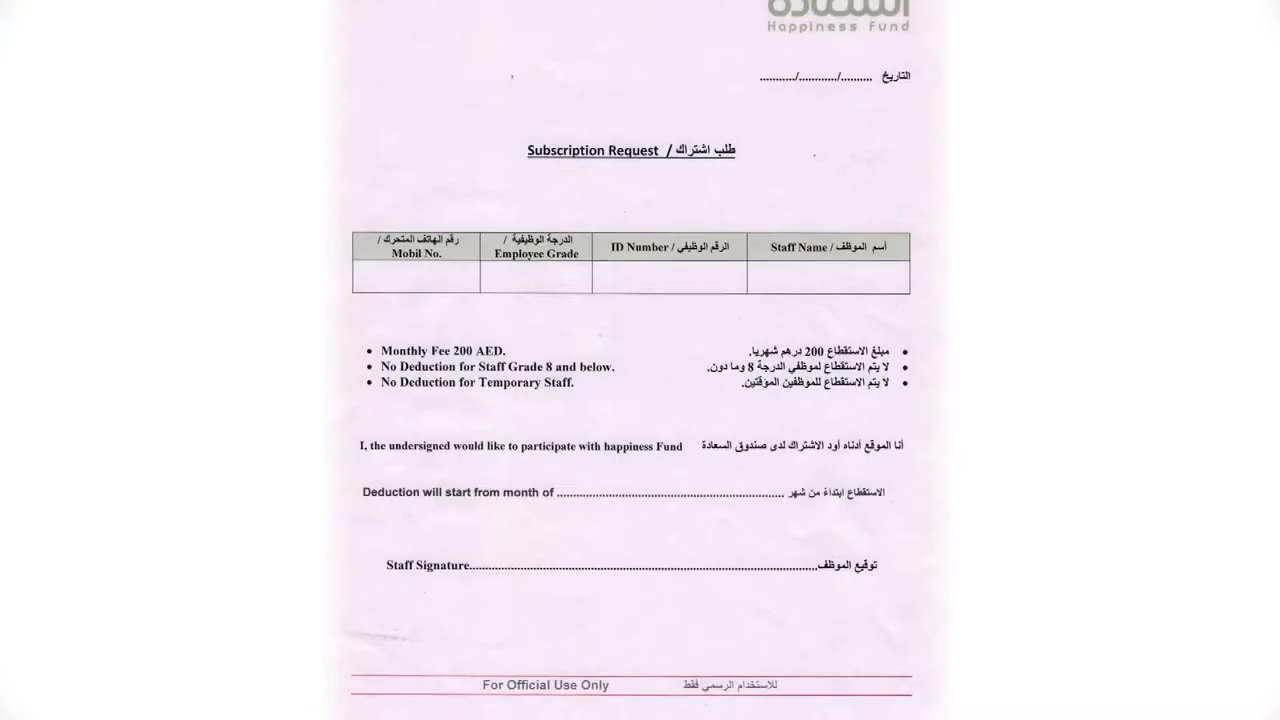 السعادة
Happiness Fund
التاريخ ........../............/...........
Subscription Request / طلب اشتراك
رقم الهاتف المتحرك /
Mobil No.
الدرجة الوظيفية /
Employee Grade
ID Number / الرقم الوظيفي
Staff Name / أسم الموظف
• Monthly Fee 200 AED.
• No Deduction for Staff Grade 8 and below.
• No Deduction for Temporary Staff.
• مبلغ الاستقطاع 200 درهم شهريا.
• لا يتم الاستقطاع لموظفي الدرجة 8 وما دون.
• لا يتم الاستقطاع للموظفين المؤقتين.
I, the undersigned would like to participate with happiness Fund أنا الموقع أدناه أود الاشتراك لدى صندوق السعادة
Deduction will start from month of ........................................................................ الاستقطاع ابتداءً من شهر
Staff Signature.............................................................................................................توقيع الموظف
For Official Use Only للاستخدام الرسمي فقط